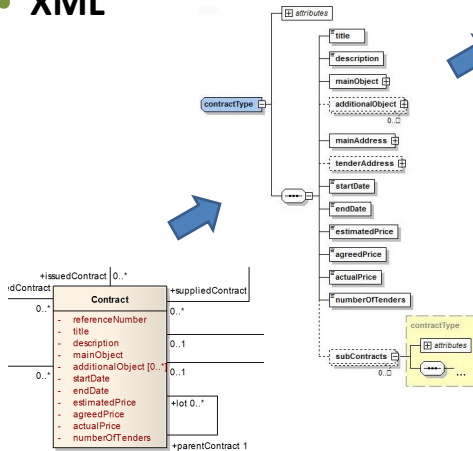 XML
attributes
title
description
mainObject
contractType
additionalObject
0..
mainAddress
tenderAddress
startDate
endDate
estimatedPrice
agreedPrice
actualPrice
numberOfTenders
contractType
attributes
subContracts
0..
...
+issuedContract 0..*
edContract
+suppliedContract
0..*
Contract
0..*
- referenceNumber
- title
- description
0..1
- mainObject
- additionalObject [0..*]
0..*
0..1
- startDate
- endDate
- estimatedPrice
+lot 0..*
- agreedPrice
- actualPrice
- numberOfTenders
+parentContract 1